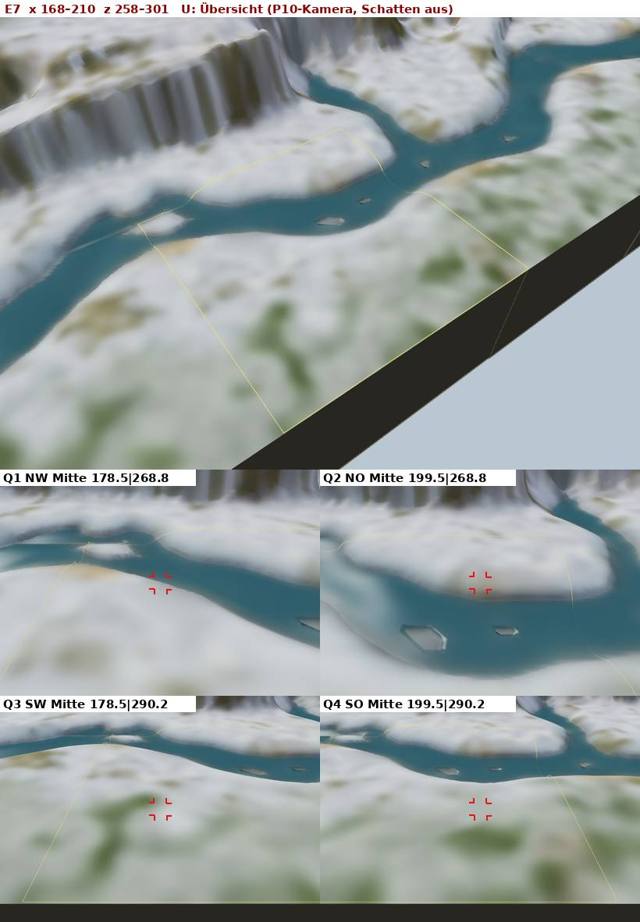 E7 x 168–210 z 258–301 U: Übersicht (P10-Kamera, Schatten aus)
Q1 NW Mitte 178.5|268.8
Q2 NO Mitte 199.5|268.8
Q3 SW Mitte 178.5|290.2
Q4 SO Mitte 199.5|290.2